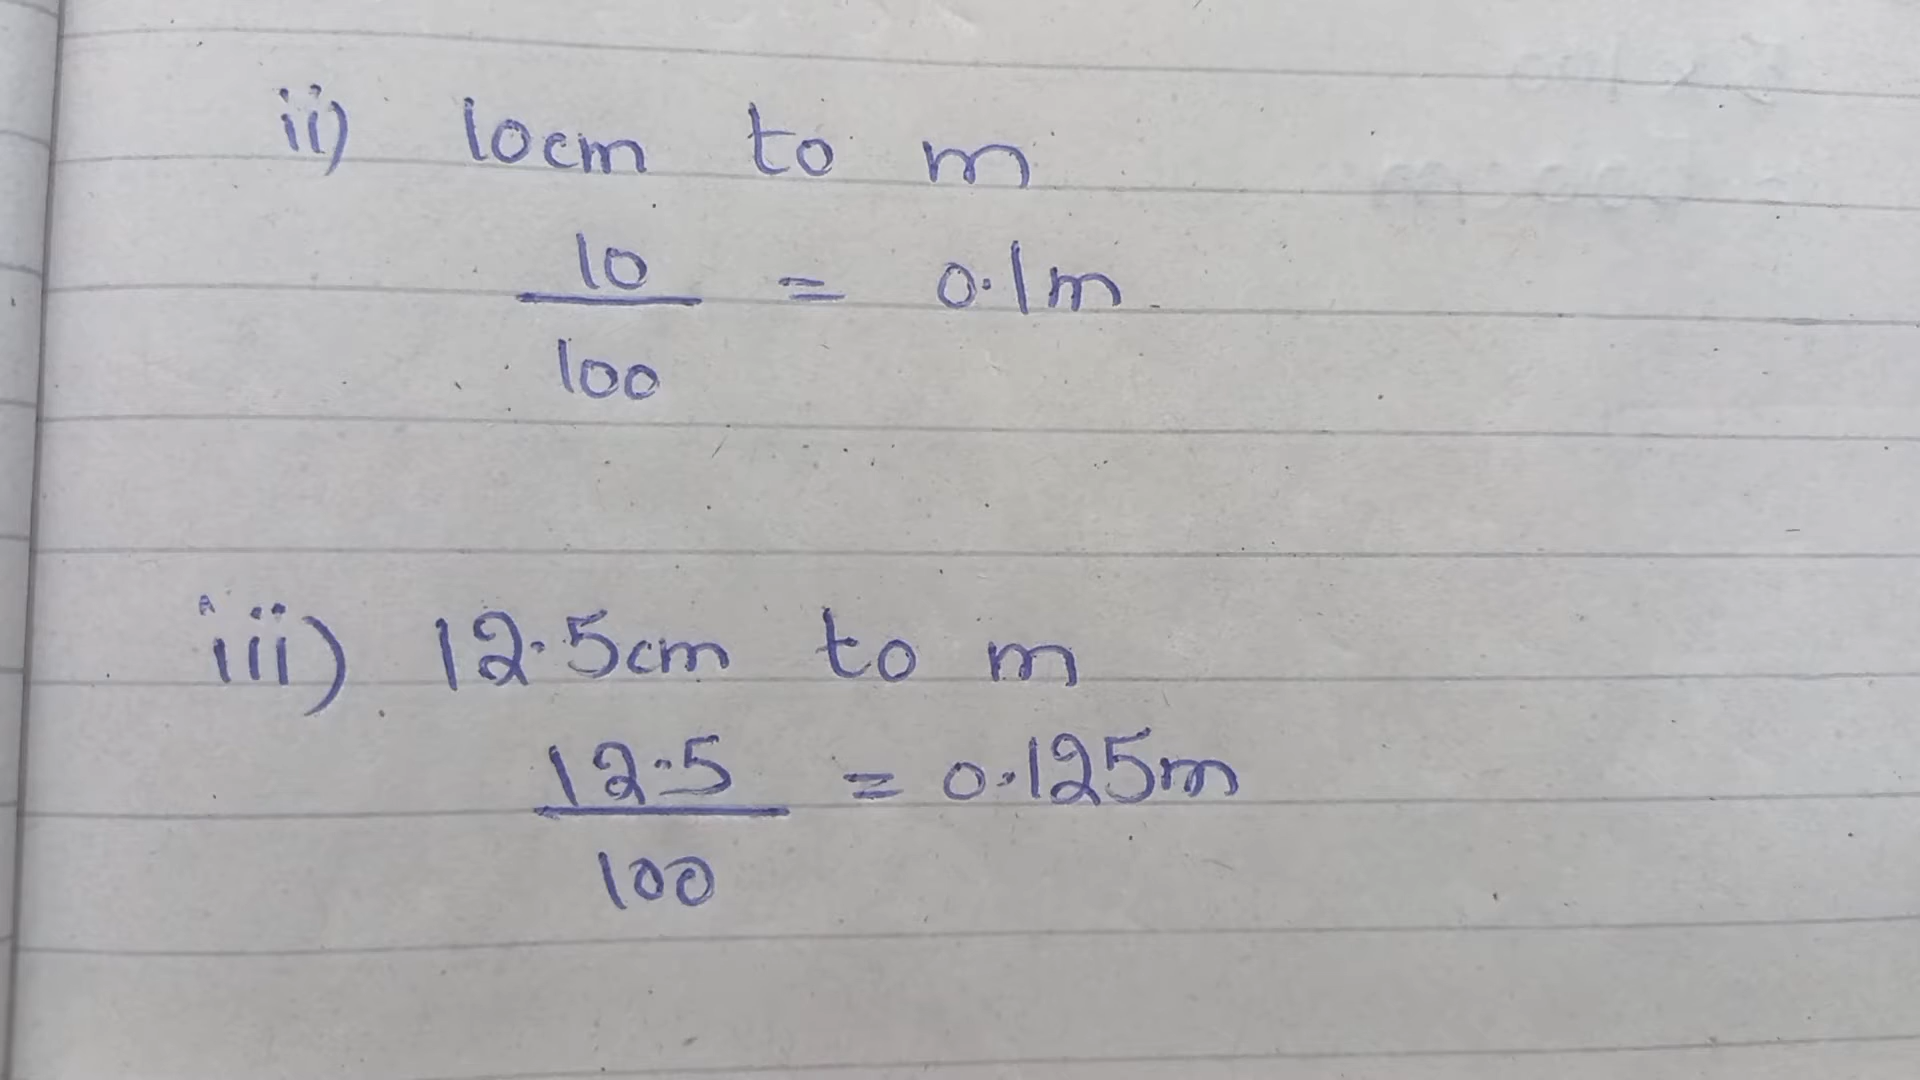 ii) 10cm to m
10 = 0.1m
100
iii) 12.5cm to m
12.5 = 0.125m
100